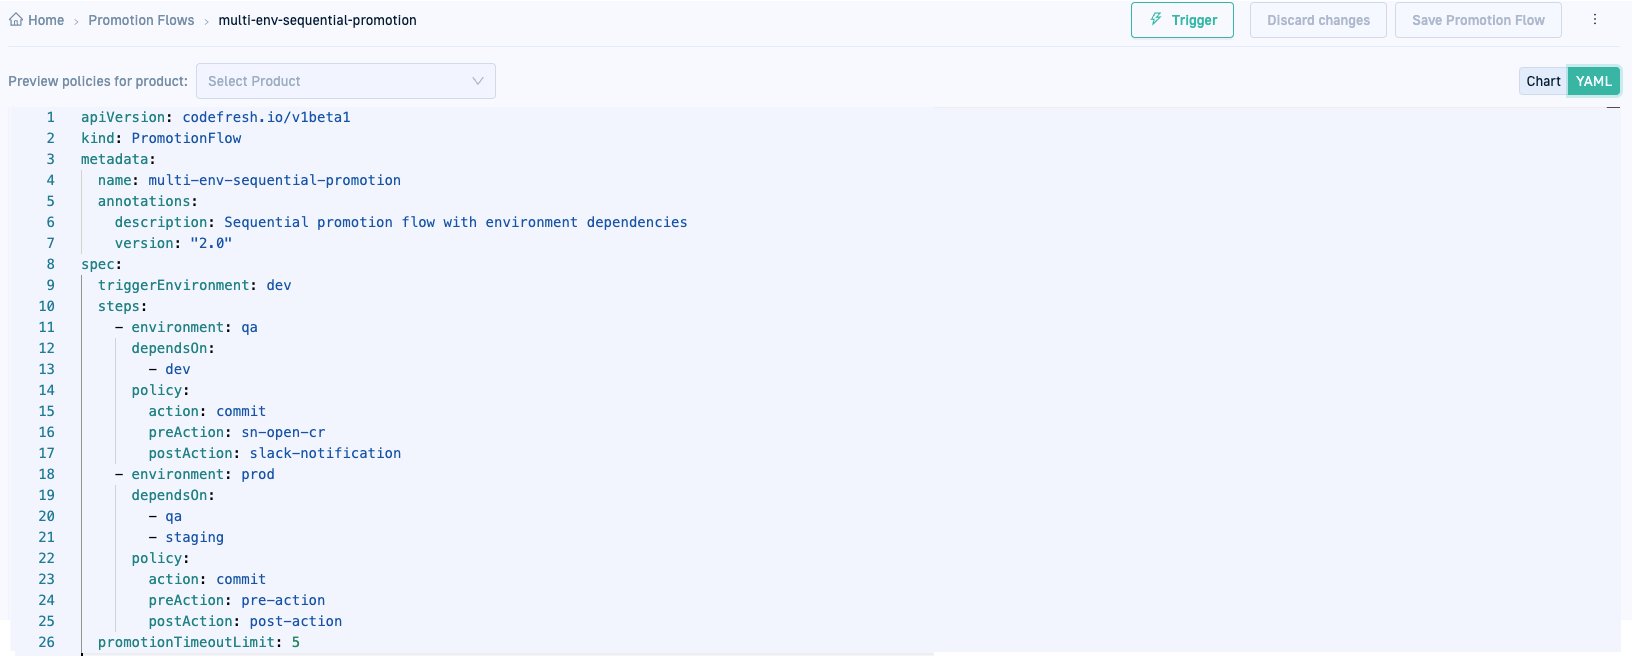 Home > Promotion Flows > multi-env-sequential-promotion
Trigger
Discard changes
Save Promotion Flow
Preview policies for product:
Select Product
Chart
YAML
1 apiVersion: codefresh.io/v1beta1
2 kind: PromotionFlow
3 metadata:
4 name: multi-env-sequential-promotion
5 annotations:
6 description: Sequential promotion flow with environment dependencies
7 version: "2.0"
8 spec:
9 triggerEnvironment: dev
10 steps:
11 - environment: qa
12 dependsOn:
13 - dev
14 policy:
15 action: commit
16 preAction: sn-open-cr
17 postAction: slack-notification
18 - environment: prod
19 dependsOn:
20 - qa
21 - staging
22 policy:
23 action: commit
24 preAction: pre-action
25 postAction: post-action
26 promotionTimeoutLimit: 5